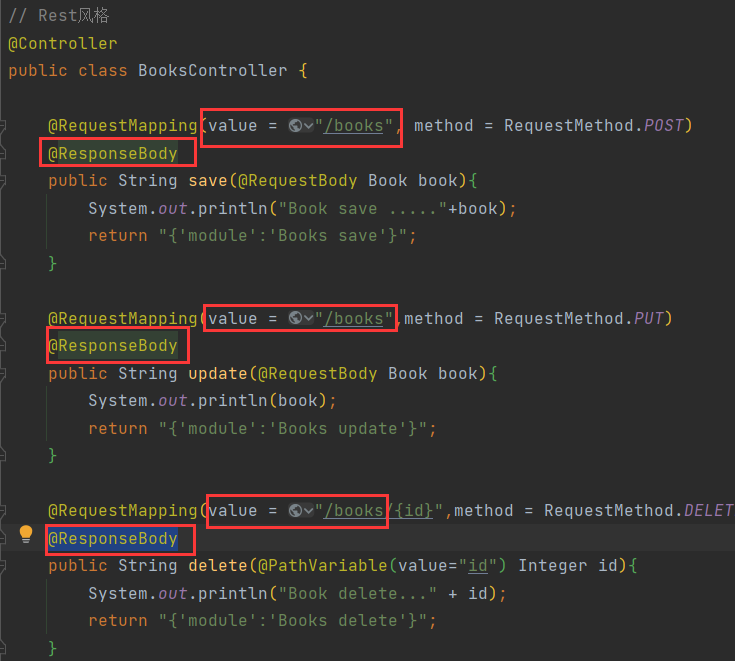 // Rest风格
@Controller
public class BooksController {
@RequestMapping(value = "/books", method = RequestMethod.POST)
@ResponseBody
public String save(@RequestBody Book book){
System.out.println("Book save ....."+book);
return "{'module':'Books save'}";
}
@RequestMapping(value = "/books",method = RequestMethod.PUT)
@ResponseBody
public String update(@RequestBody Book book){
System.out.println(book);
return "{'module':'Books update'}";
}
@RequestMapping(value = "/books/{id}",method = RequestMethod.DELET
@ResponseBody
public String delete(@PathVariable(value="id") Integer id){
System.out.println("Book delete..." + id);
return "{'module':'Books delete'}";
}